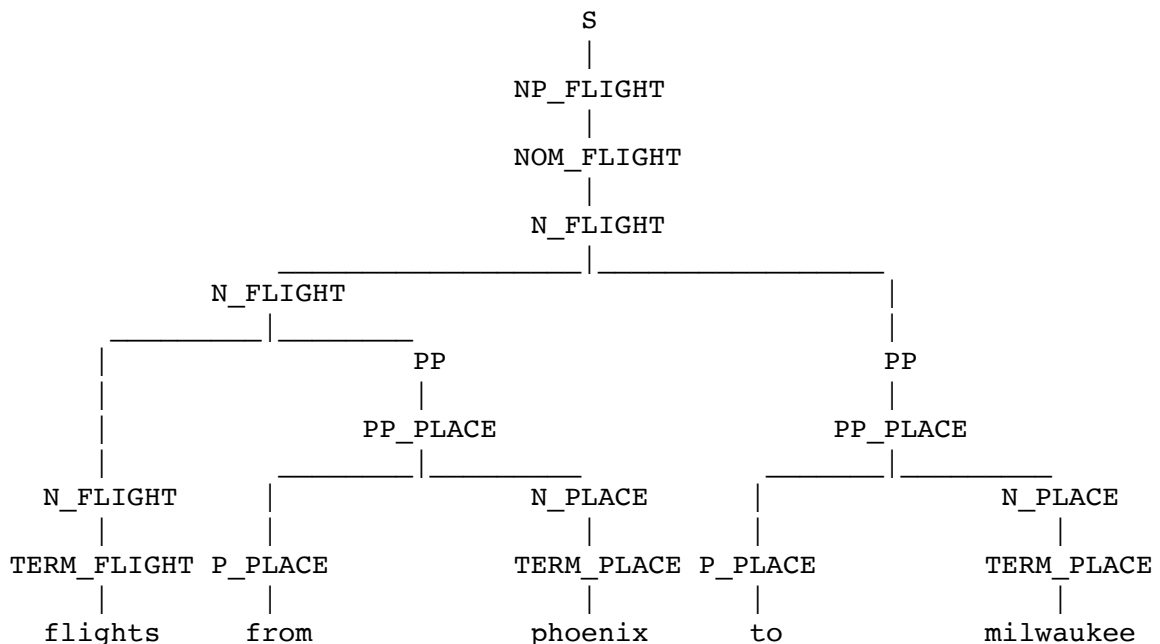 S
NP_FLIGHT
NOM_FLIGHT
N_FLIGHT
N_FLIGHT
PP PP
PP_PLACE PP_PLACE
N_FLIGHT N_PLACE N_PLACE
TERM_FLIGHT P_PLACE TERM_PLACE P_PLACE TERM_PLACE
flights from phoenix to milwaukee